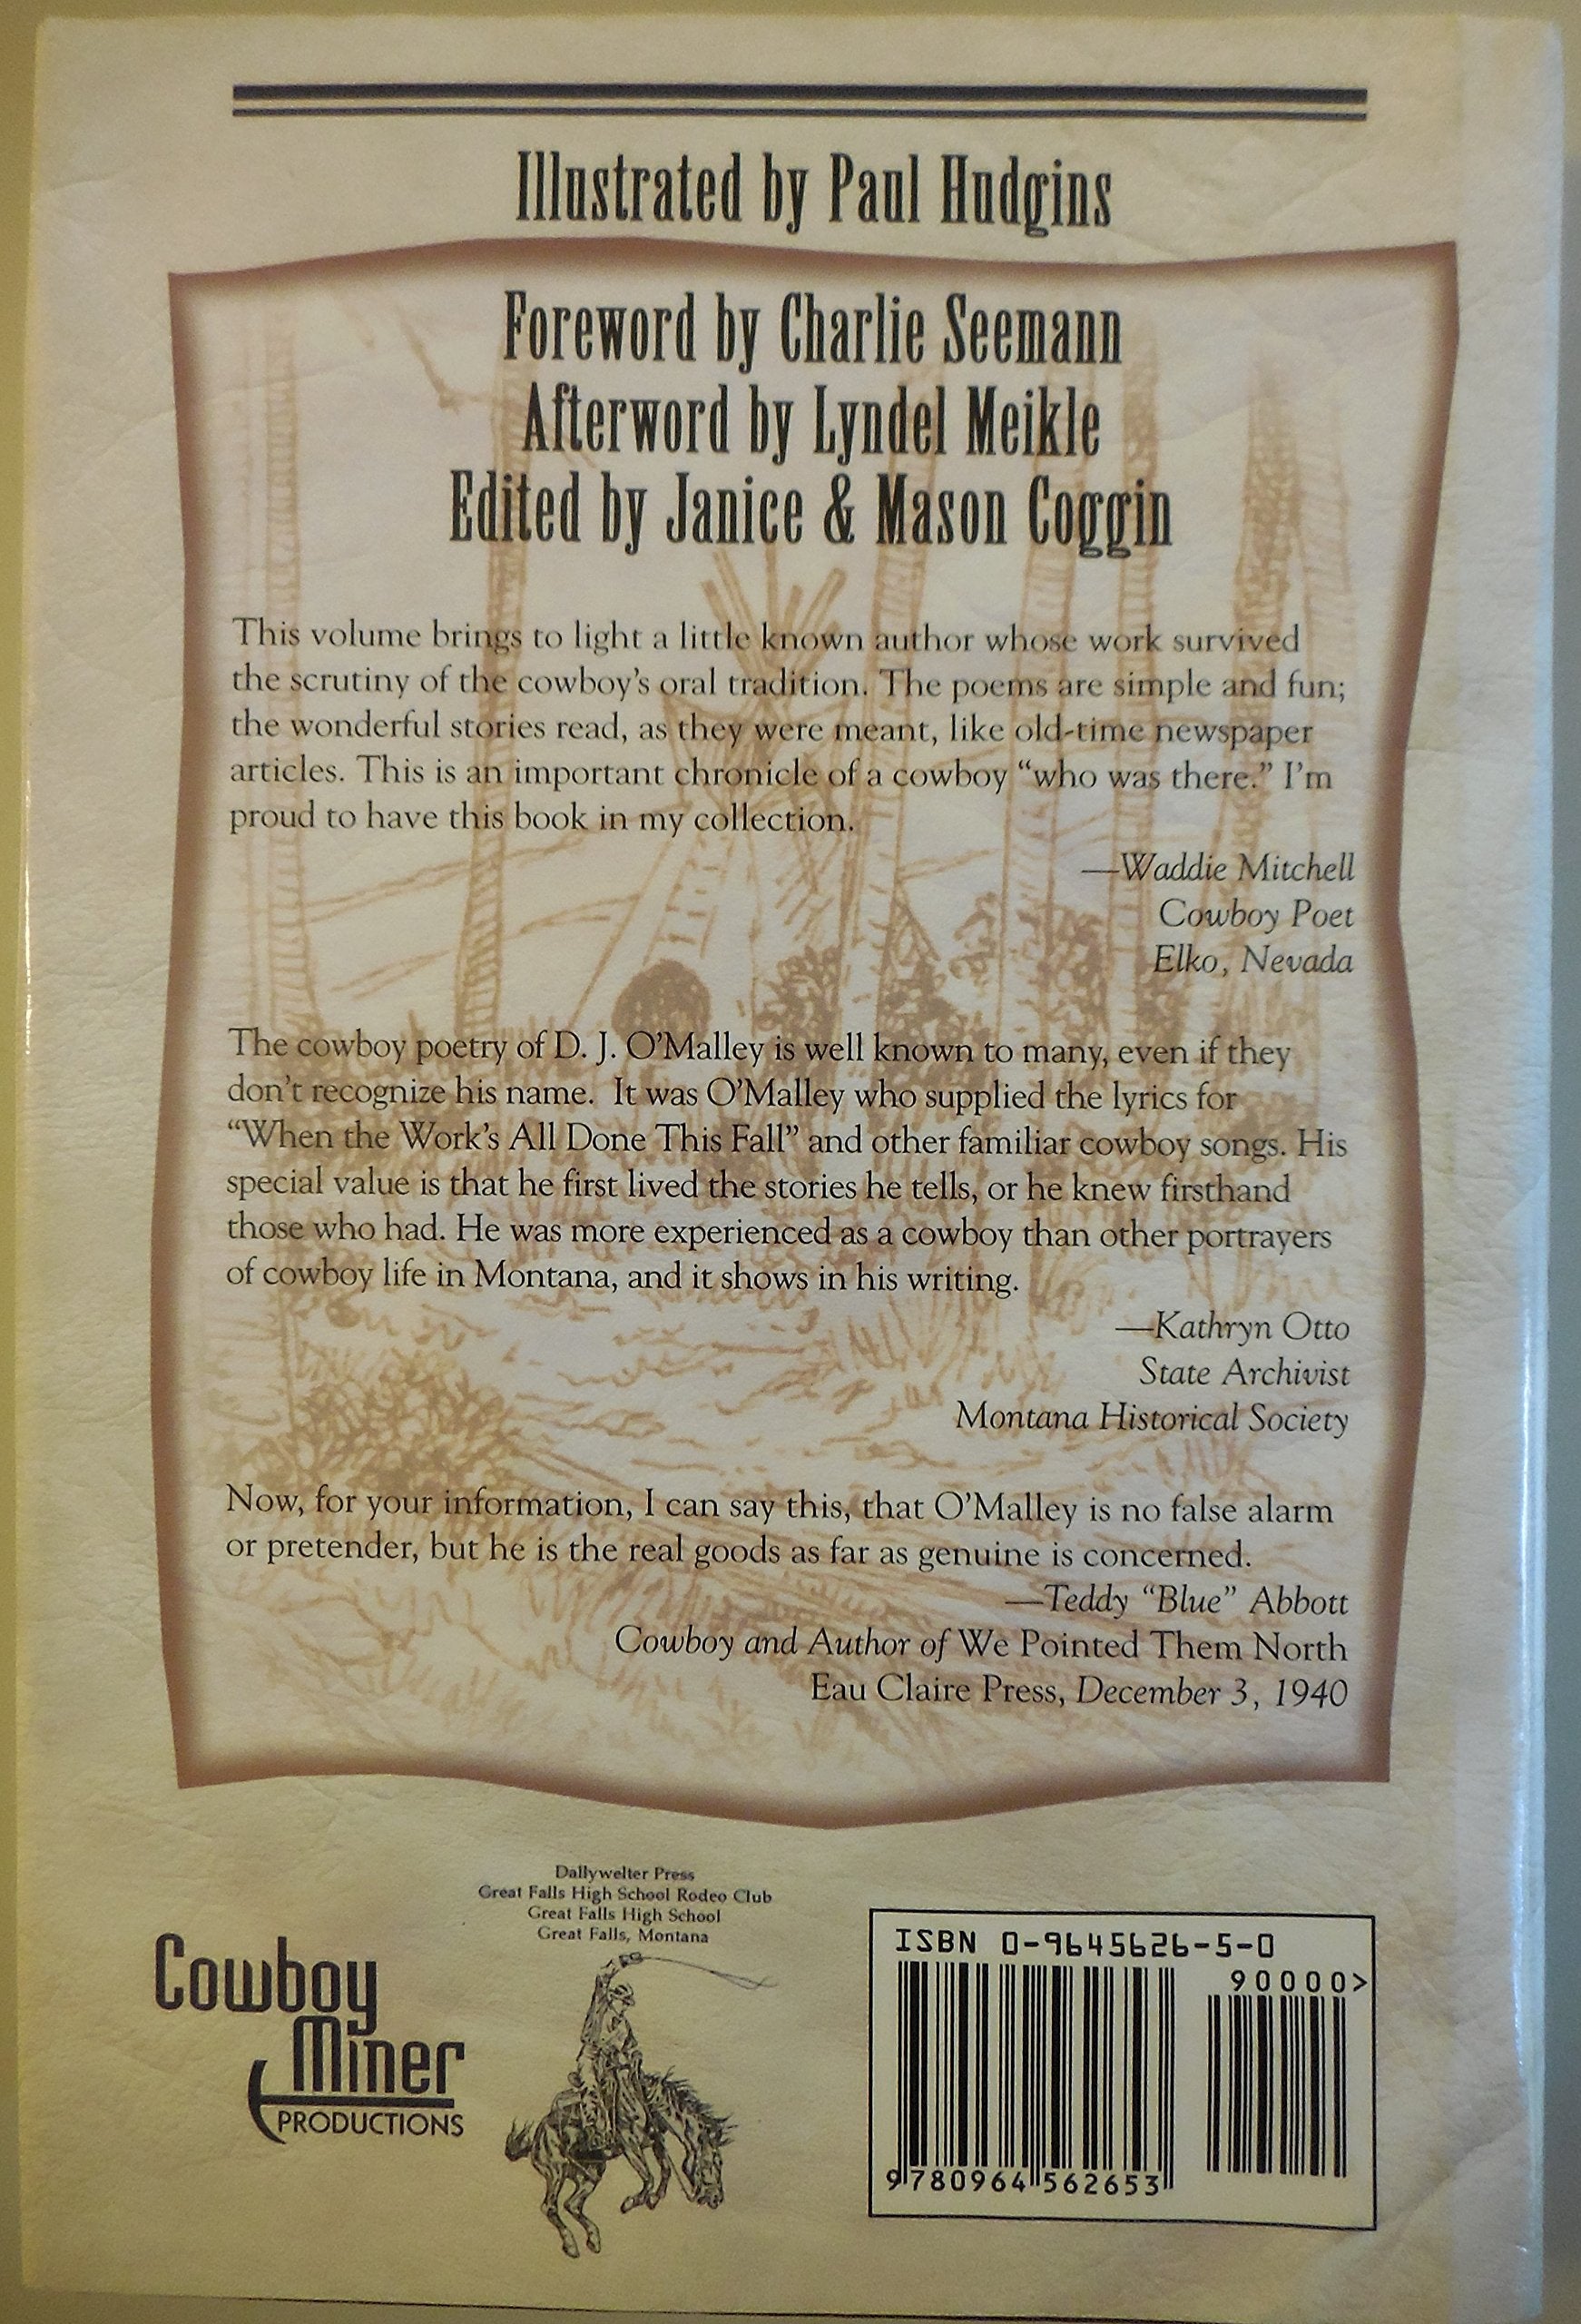 Illustrated by Paul Hudgins
Foreword by Charlie Seemann
Afterword by Lyndel Meikle
Edited by Janice & Mason Coggin
This volume brings to light a little known author whose work survived
the scrutiny of the cowboy's oral tradition. The poems are simple and fun;
the wonderful stories read, as they were meant, like old-time newspaper
articles. This is an important chronicle of a cowboy “who was there.” I'm
proud to have this book in my collection.
—Waddie Mitchell
Cowboy Poet
Elko, Nevada
The cowboy poetry of D. J. O'Malley is well known to many, even if they
don't recognize his name. It was O'Malley who supplied the lyrics for
“When the Work's All Done This Fall” and other familiar cowboy songs. His
special value is that he first lived the stories he tells, or he knew firsthand
those who had. He was more experienced as a cowboy than other portrayers
of cowboy life in Montana, and it shows in his writing.
—Kathryn Otto
State Archivist
Montana Historical Society
Now, for your information, I can say this, that O'Malley is no false alarm
or pretender, but he is the real goods as far as genuine is concerned.
—Teddy “Blue” Abbott
Cowboy and Author of We Pointed Them North
Eau Claire Press, December 3, 1940
Dallywelter Press
Great Falls High School Rodeo Club
Great Falls High School
Great Falls, Montana
Cowboy
Miner
PRODUCTIONS
ISBN 0-9645626-5-0
90000>
9780964562653